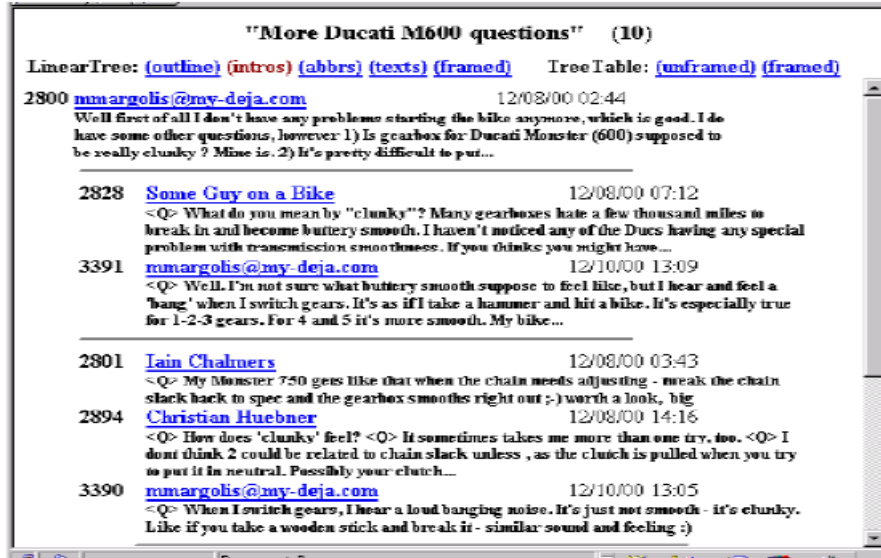 "More Ducati M600 questions" (10)
LinearTree: (outline) (intros) (abbrs) (texts) (framed) TreeTable: (unframed) (framed)
2800 mmargolis@my-deja.com 12/08/00 02:44
Well first of all I don't have any problems starting the bike anymore, which is good. I do
have some other questions, however 1) Is gearbox for Ducati Monster (600) supposed to
be really clunky ? Mine is. 2) It's pretty difficult to put...
2828 Some Guy on a Bike 12/08/00 07:12
<Q> What do you mean by "clunky"? Many gearboxes hate a few thousand miles to
break in and become buttery smooth. I haven't noticed any of the Ducs having any special
problem with transmission smoothness. If you thinks you might have...
3391 mmargolis@my-deja.com 12/10/00 13:09
<Q> Well. I'm not sure what buttery smooth suppose to feel like, but I hear and feel a
'bang' when I switch gears. It's as if I take a hammer and hit a bike. It's especially true
for 1-2-3 gears. For 4 and 5 it's more smooth. My bike...
2801 Iain Chalmers 12/08/00 03:43
<Q> My Monster 750 gets like that when the chain needs adjusting - tweak the chain
slack back to spec and the gearbox smooths right out ;-) worth a look, big
2894 Christian Huebner 12/08/00 14:16
<Q> How does 'clunky' feel? <Q> It sometimes takes me more than one try, too. <Q> I
dont think 2 could be related to chain slack unless , as the clutch is pulled when you try
to put it in neutral. Possibly your clutch...
3390 mmargolis@my-deja.com 12/10/00 13:05
<Q> When I switch gears, I hear a loud banging noise. It's just not smooth - it's clunky.
Like if you take a wooden stick and break it - similar sound and feeling :)